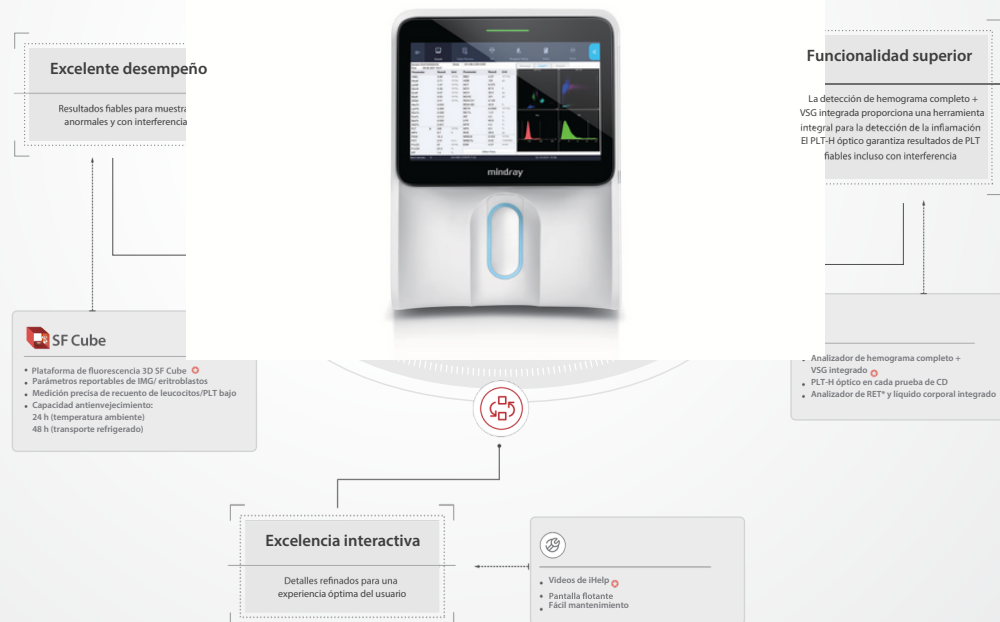 Excelente desempeño
Resultados fiables para muestra
anormales y con interferencia
mindray
Funcionalidad superior
La detección de hemograma completo +
VSG integrada proporciona una herramienta
integral para la detección de la inflamación
El PLT-H óptico garantiza resultados de PLT
fiables incluso con interferencia
SF Cube
• Plataforma de fluorescencia 3D SF Cube
• Parámetros reportables de IMG/ eritroblastos
• Medición precisa de recuento de leucocitos/PLT bajo
• Capacidad antienvejecimiento:
24 h (temperatura ambiente)
48 h (transporte refrigerado)
• Analizador de hemograma completo +
VSG integrado
• PLT-H óptico en cada prueba de CD
• Analizador de RET* y líquido corporal integrado
Excelencia interactiva
Detalles refinados para una
experiencia óptima del usuario
• Videos de iHelp
• Pantalla flotante
• Fácil mantenimiento